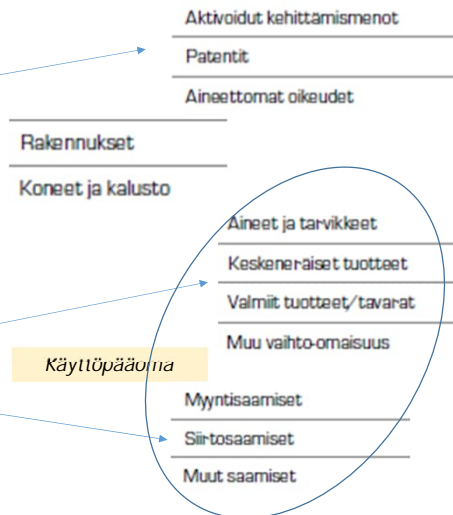 Aktivoidut kehittämismenot
Patentit
Aineettomat oikeudet
Rakennukset
Koneet ja kalusto
Aineet ja tarvikkeet
Keskeneräiset tuotteet
Valmiit tuotteet/tavarat
Muu vaihto-omaisuus
Käyttöpääoma
Myyntisaamiset
Siirtosaamiset
Muut saamiset